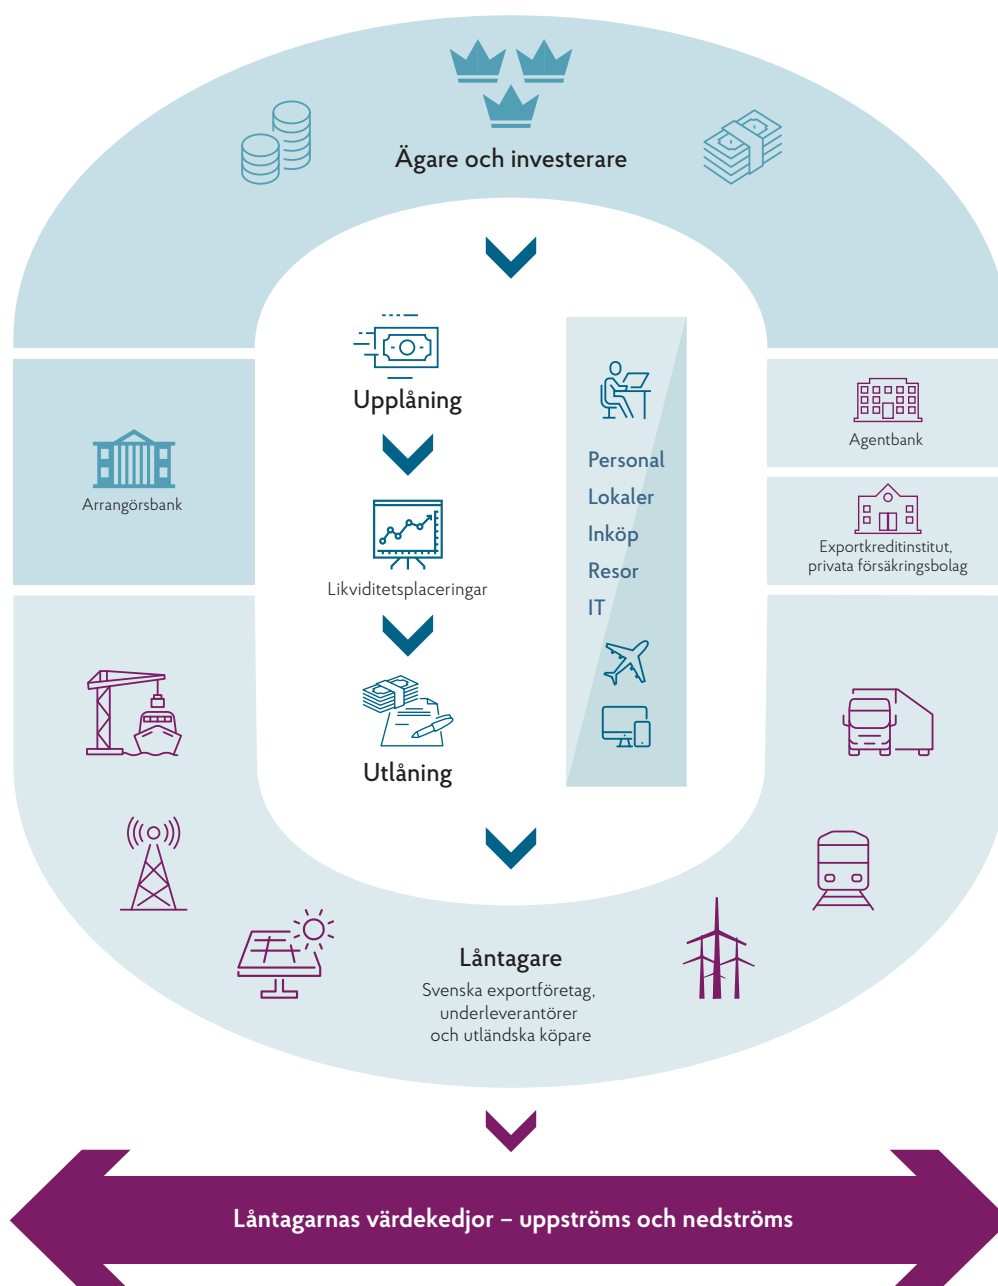 Ägare och investerare
Upplåning
Likviditetsplaceringar
Utlåning
Personal
Lokaler
Inköp
Resor
IT
Arrangörsbank
Agentbank
Exportkreditinstitut,
privata försäkringsbolag
Låntagare
Svenska exportföretag,
underleverantörer
och utländska köpare
Låntagarnas värdekedjor – uppströms och nedströms